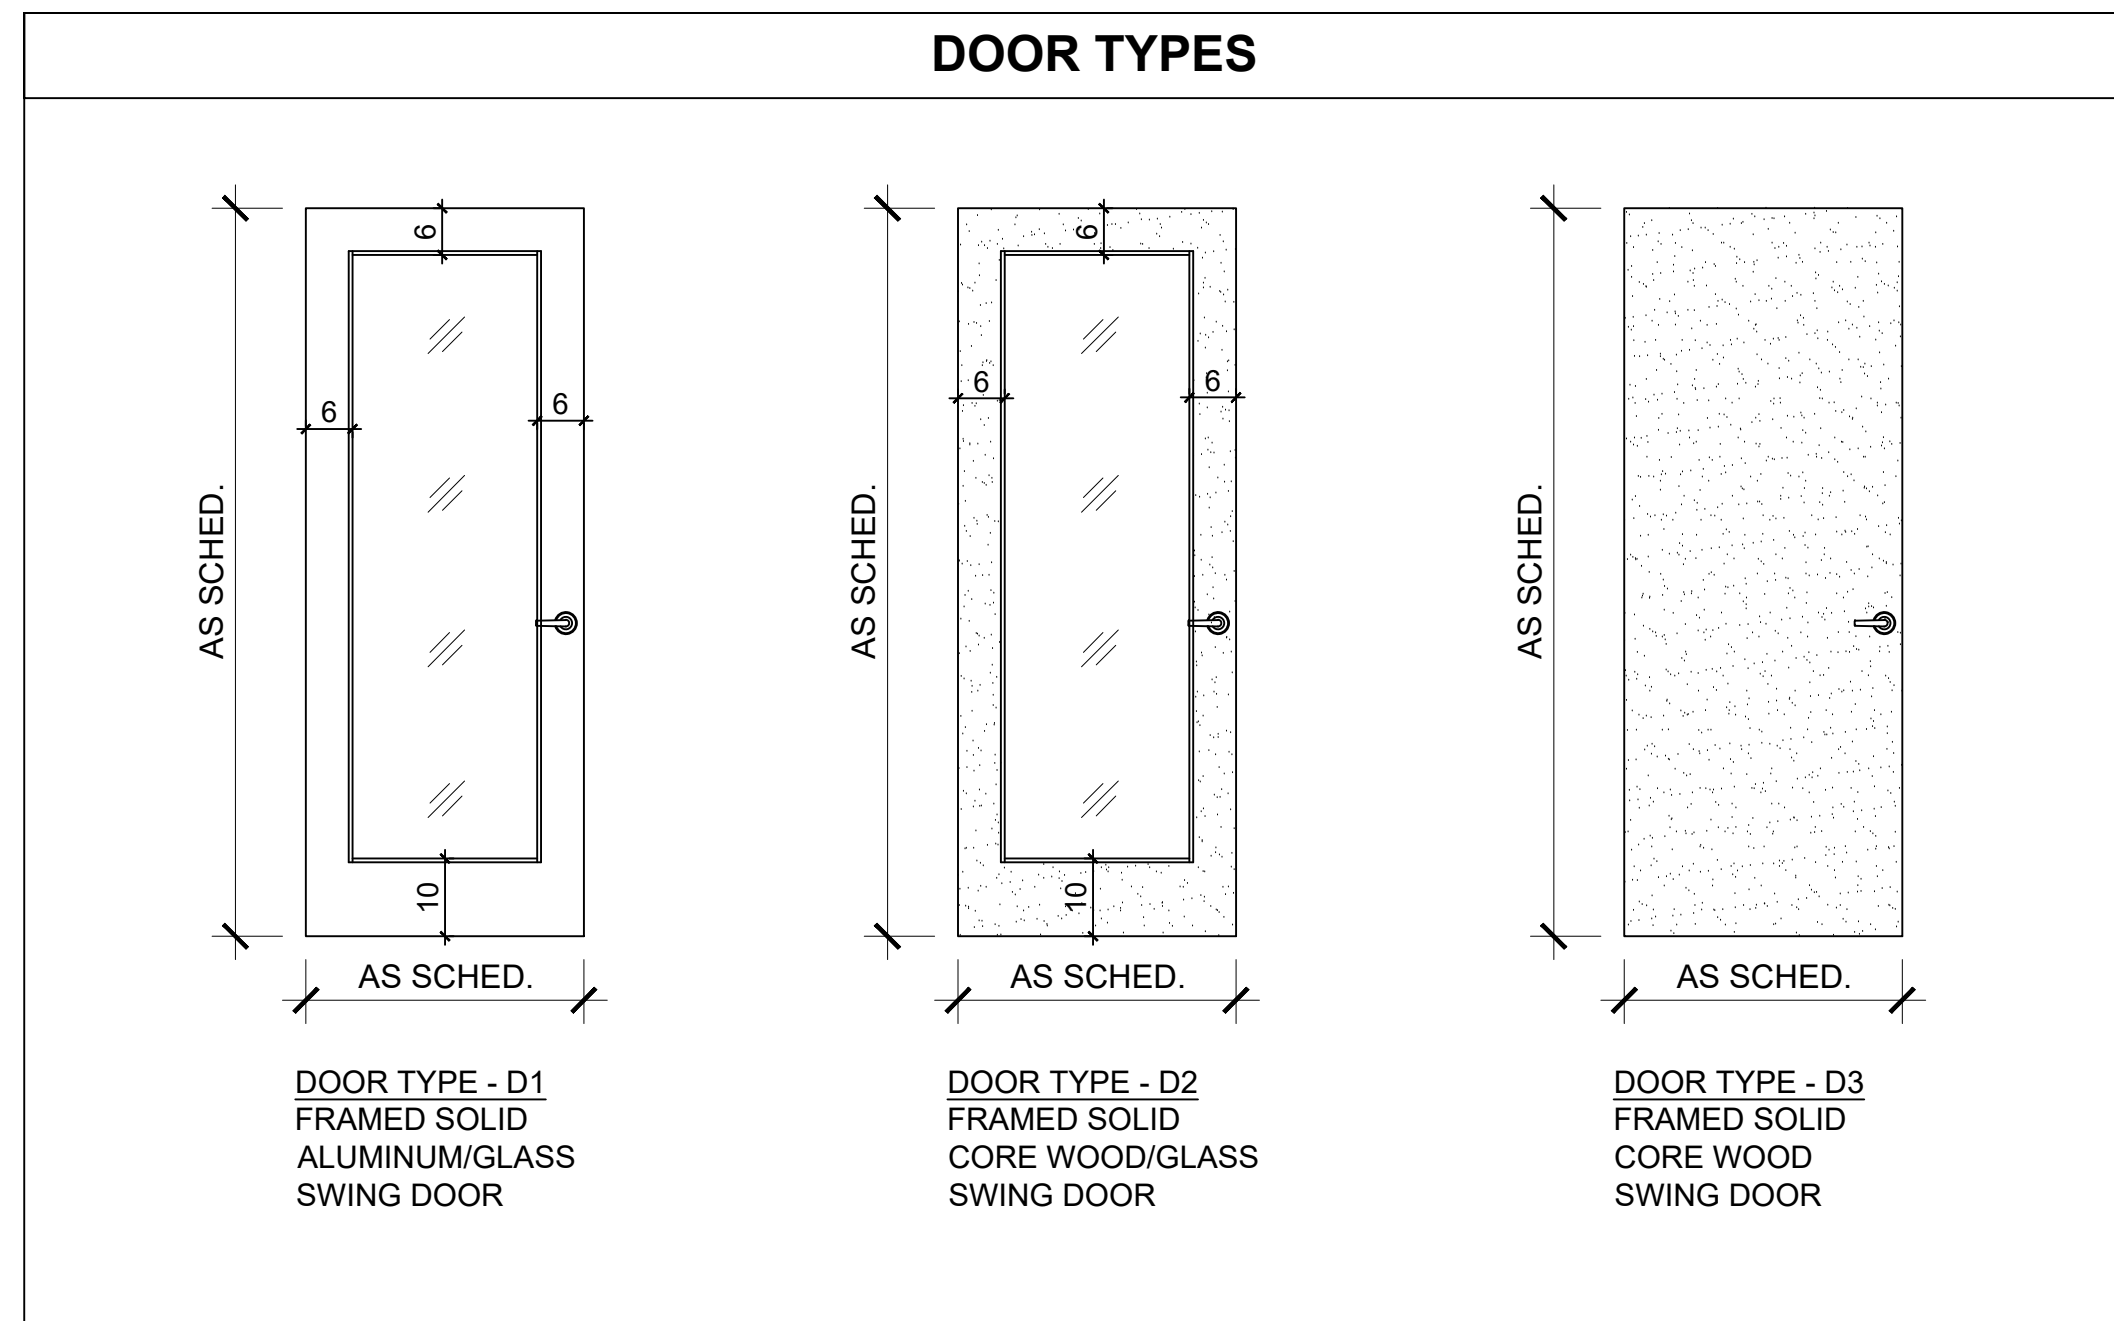 DOOR TYPES
6
6
6
10
AS SCHED.
AS SCHED.
DOOR TYPE - D1
FRAMED SOLID
ALUMINUM/GLASS
SWING DOOR
6
6
6
10
AS SCHED.
AS SCHED.
DOOR TYPE - D2
FRAMED SOLID
CORE WOOD/GLASS
SWING DOOR
AS SCHED.
AS SCHED.
DOOR TYPE - D3
FRAMED SOLID
CORE WOOD
SWING DOOR